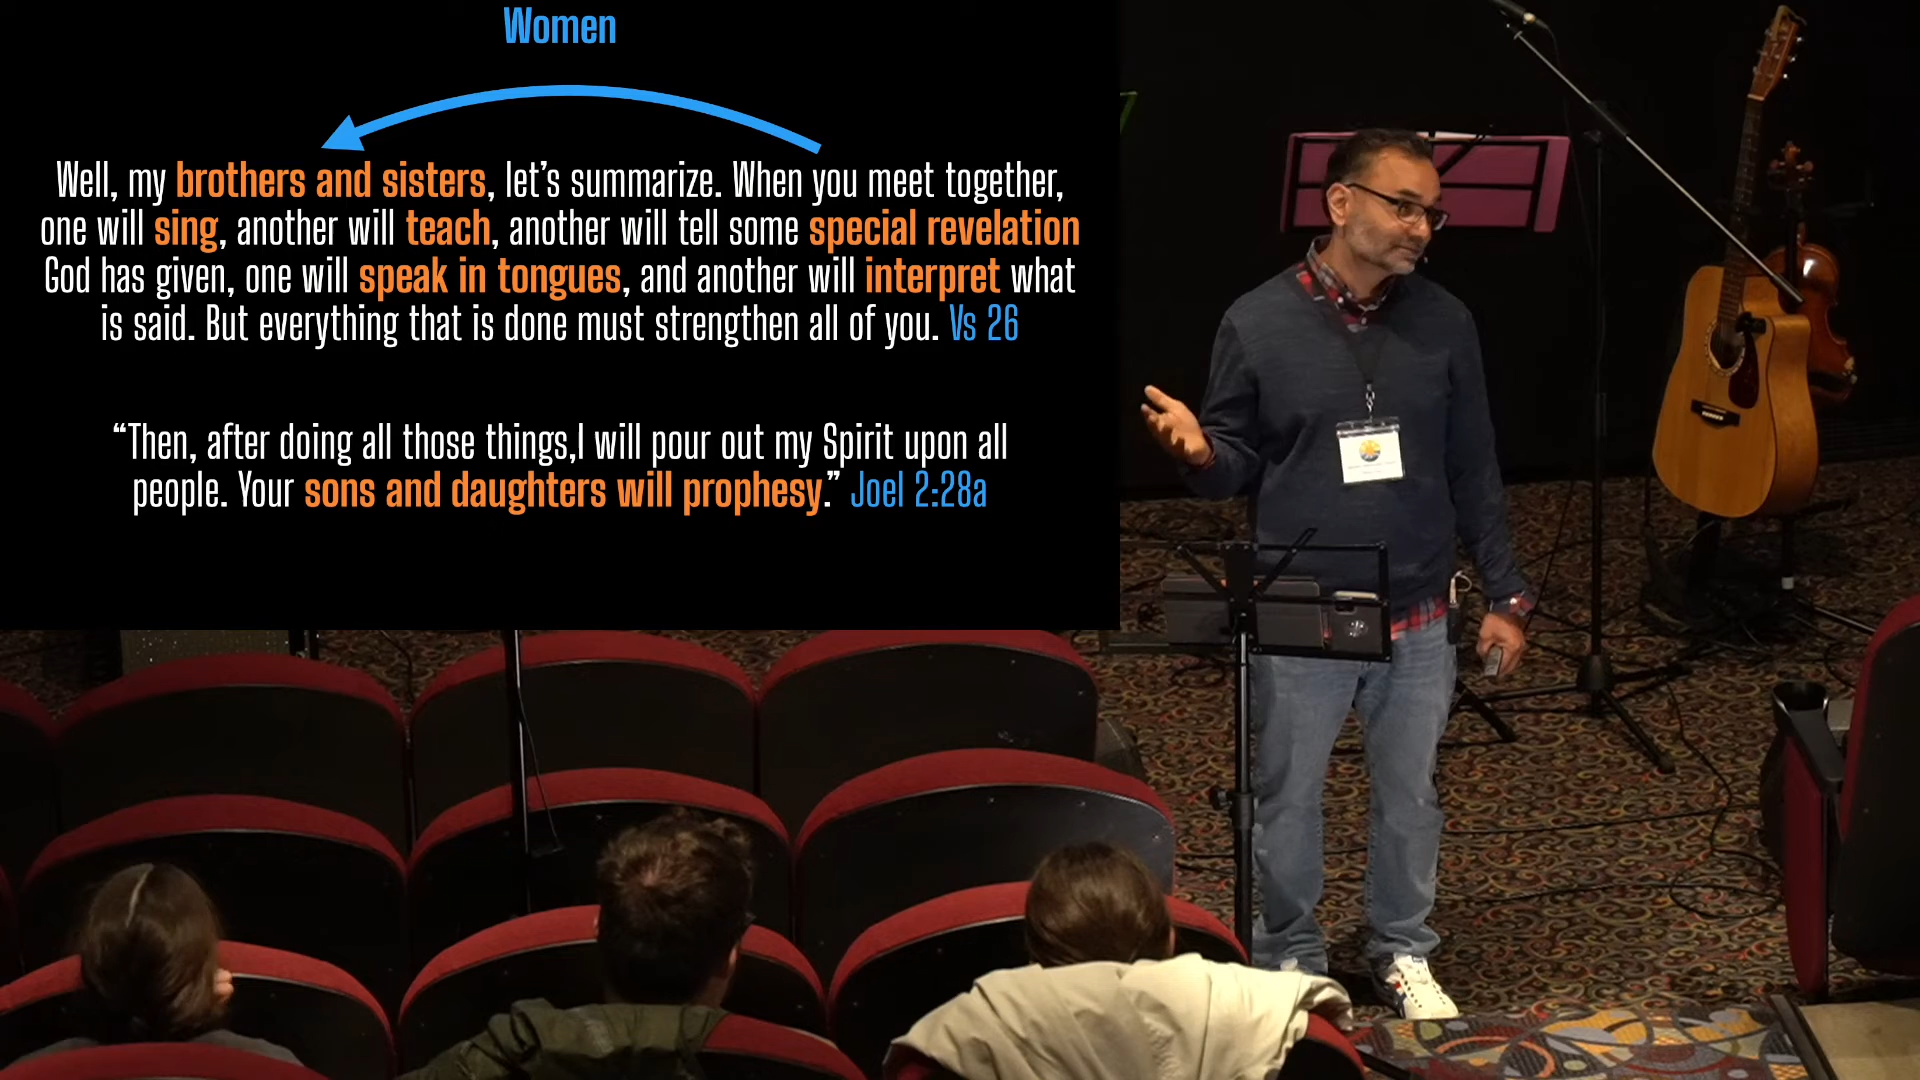 Women
Well, my brothers and sisters, let's summarize. When you meet together,
one will sing, another will teach, another will tell some special revelation
God has given, one will speak in tongues, and another will interpret what
is said. But everything that is done must strengthen all of you. Vs 26
“Then, after doing all those things,I will pour out my Spirit upon all
people. Your sons and daughters will prophesy.” Joel 2:28a